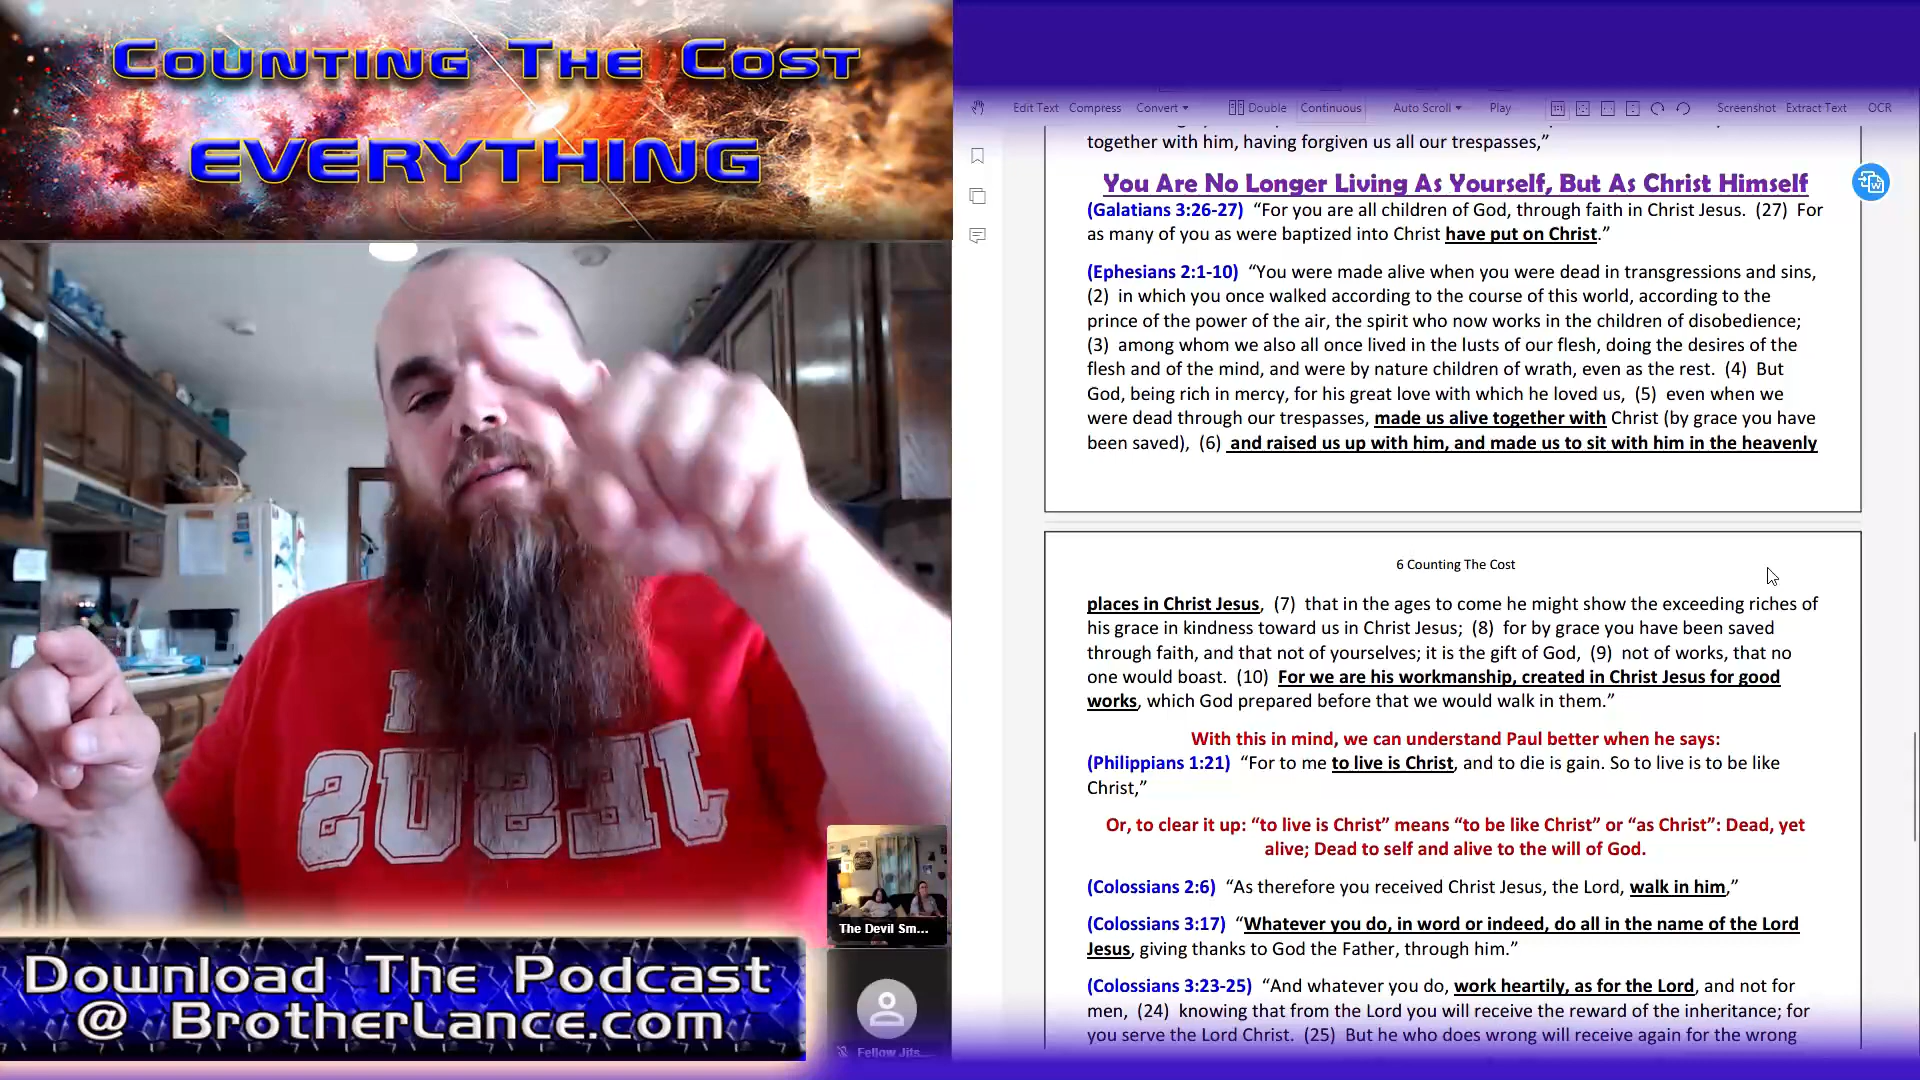 Counting The Cost
EVERYTHING
JESUS
The Devil Sm...
Fellow Jits...
Download The Podcast
@ BrotherLance.com
Edit Text Compress Convert Double Continuous Auto Scroll Play Screenshot Extract Text OCR
together with him, having forgiven us all our trespasses,”
You Are No Longer Living As Yourself, But As Christ Himself
(Galatians 3:26-27) “For you are all children of God, through faith in Christ Jesus. (27) For
as many of you as were baptized into Christ have put on Christ.”
(Ephesians 2:1-10) “You were made alive when you were dead in transgressions and sins,
(2) in which you once walked according to the course of this world, according to the
prince of the power of the air, the spirit who now works in the children of disobedience;
(3) among whom we also all once lived in the lusts of our flesh, doing the desires of the
flesh and of the mind, and were by nature children of wrath, even as the rest. (4) But
God, being rich in mercy, for his great love with which he loved us, (5) even when we
were dead through our trespasses, made us alive together with Christ (by grace you have
been saved), (6) and raised us up with him, and made us to sit with him in the heavenly
6 Counting The Cost
places in Christ Jesus, (7) that in the ages to come he might show the exceeding riches of
his grace in kindness toward us in Christ Jesus; (8) for by grace you have been saved
through faith, and that not of yourselves; it is the gift of God, (9) not of works, that no
one would boast. (10) For we are his workmanship, created in Christ Jesus for good
works, which God prepared before that we would walk in them.”
With this in mind, we can understand Paul better when he says:
(Philippians 1:21) “For to me to live is Christ, and to die is gain. So to live is to be like
Christ,”
Or, to clear it up: “to live is Christ” means “to be like Christ” or “as Christ”: Dead, yet
alive; Dead to self and alive to the will of God.
(Colossians 2:6) “As therefore you received Christ Jesus, the Lord, walk in him,”
(Colossians 3:17) “Whatever you do, in word or indeed, do all in the name of the Lord
Jesus, giving thanks to God the Father, through him.”
(Colossians 3:23-25) “And whatever you do, work heartily, as for the Lord, and not for
men, (24) knowing that from the Lord you will receive the reward of the inheritance; for
you serve the Lord Christ. (25) But he who does wrong will receive again for the wrong